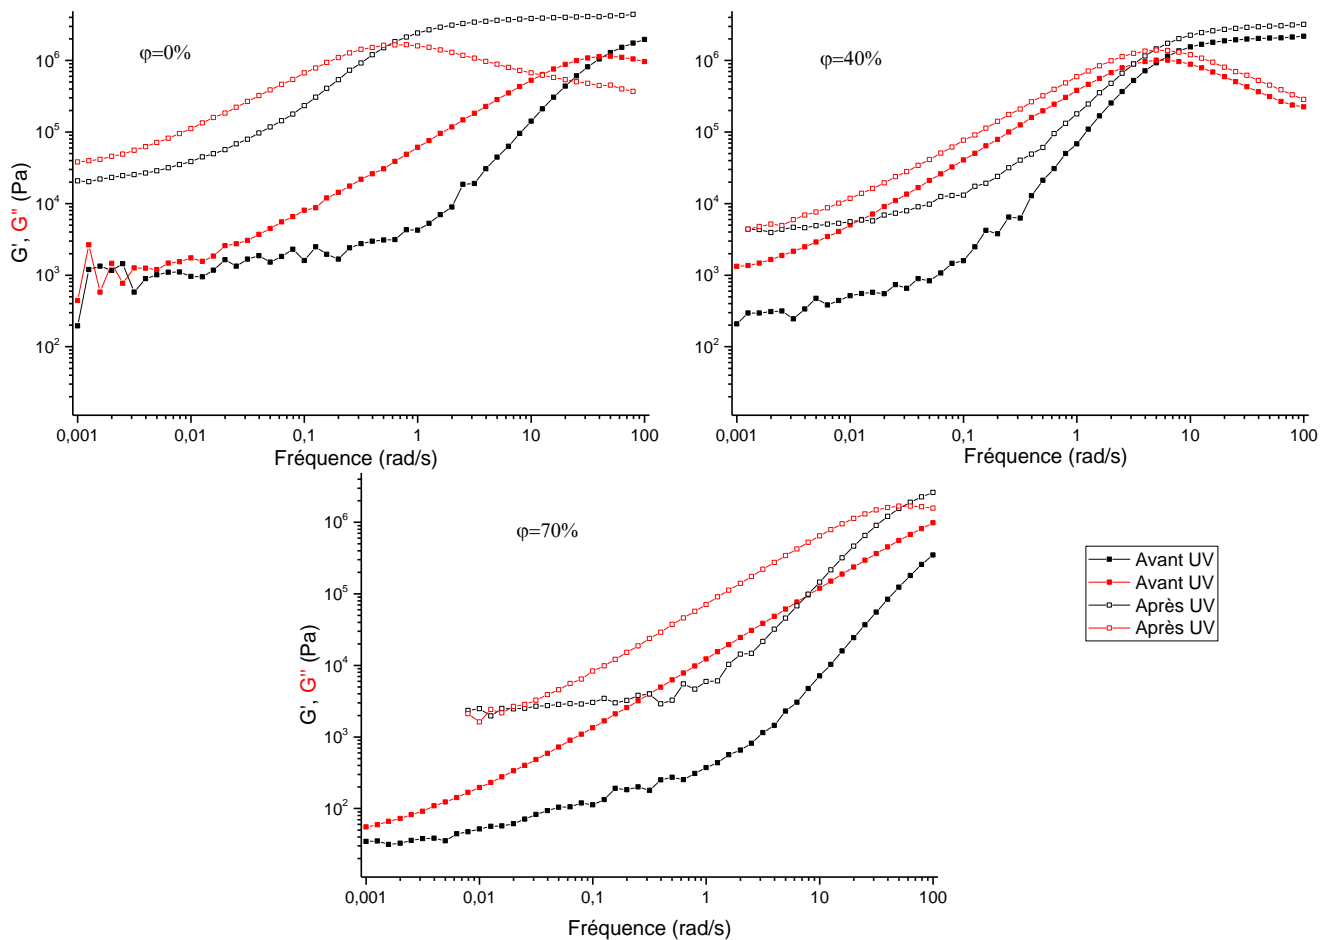 φ=0%
10⁶
10⁵
10⁴
10³
10²
G', G'' (Pa)
0,001 0,01 0,1 1 10 100
Fréquence (rad/s)
φ=40%
10⁶
10⁵
10⁴
10³
10²
0,001 0,01 0,1 1 10 100
Fréquence (rad/s)
φ=70%
10⁶
10⁵
10⁴
10³
10²
G', G'' (Pa)
0,001 0,01 0,1 1 10 100
Fréquence (rad/s)
Avant UV
Avant UV
Après UV
Après UV